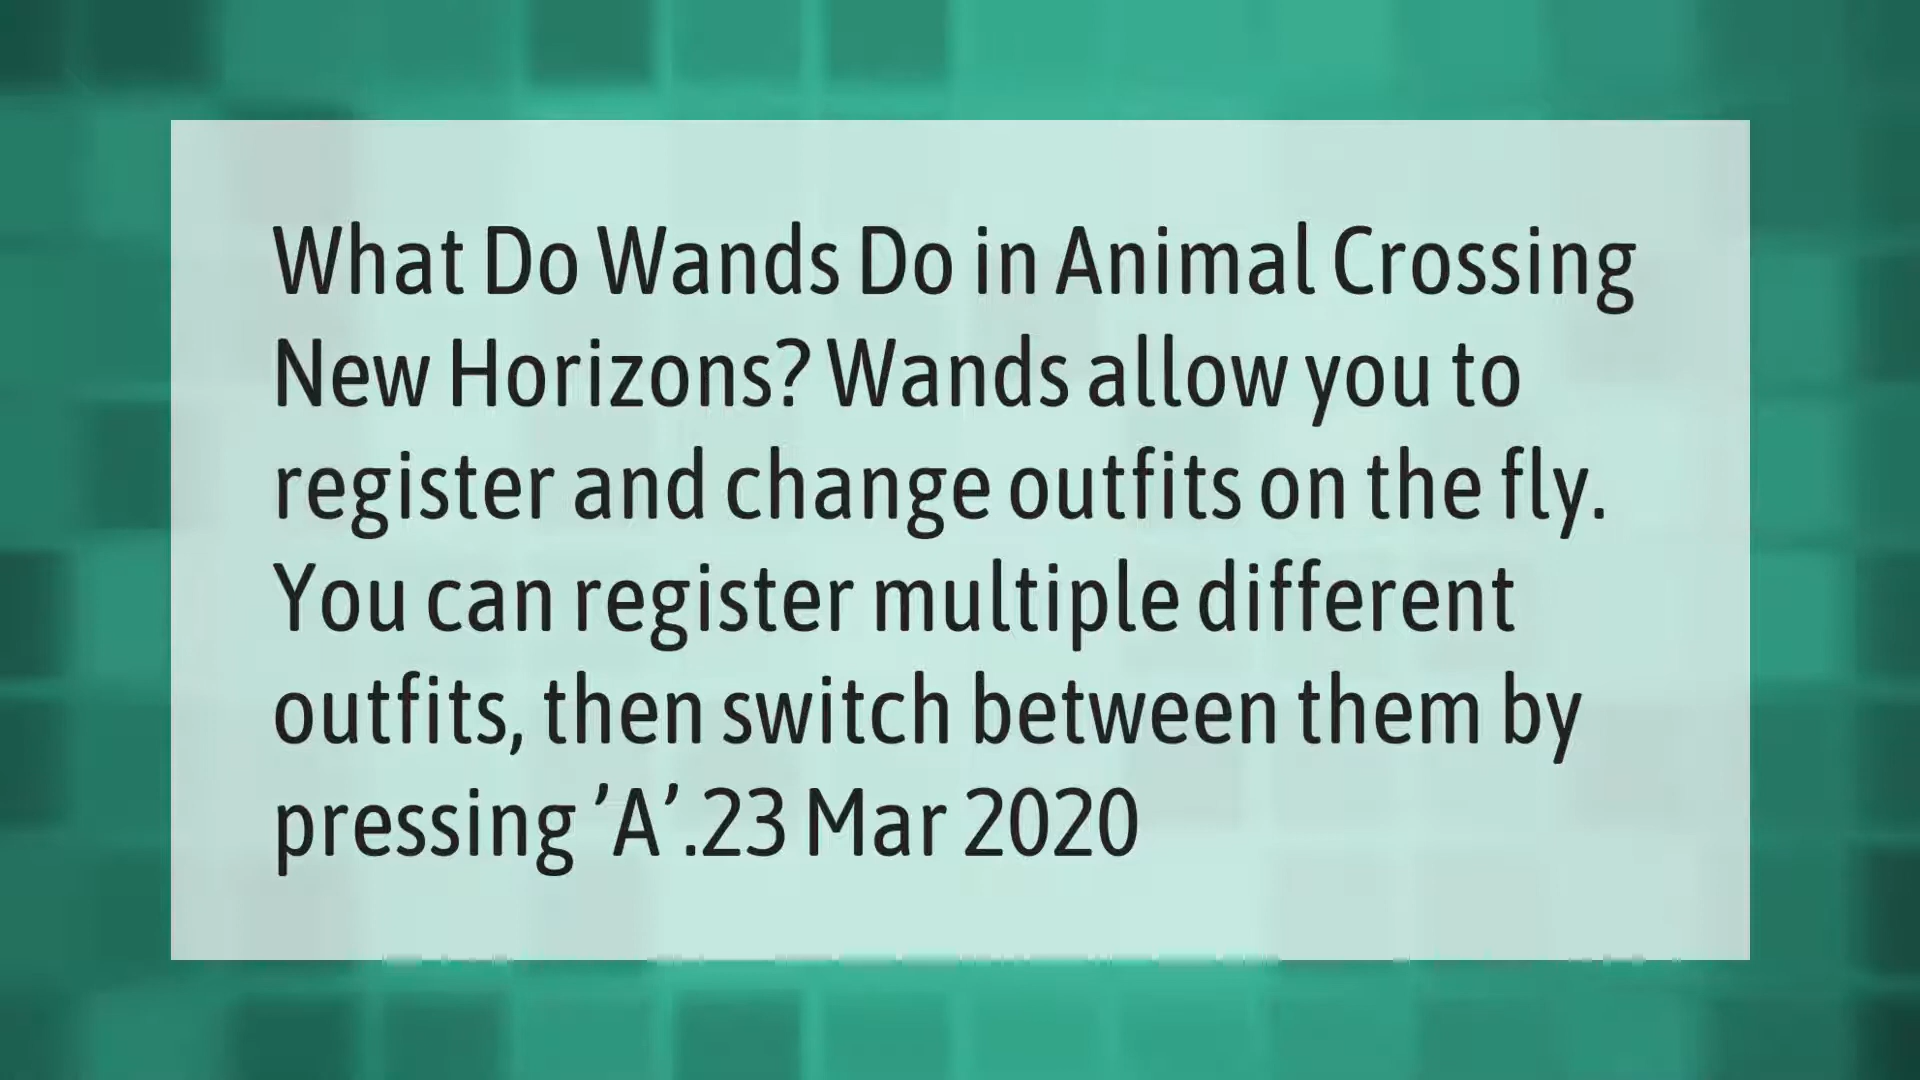 What Do Wands Do in Animal Crossing
New Horizons? Wands allow you to
register and change outfits on the fly.
You can register multiple different
outfits, then switch between them by
pressing ’A’.23 Mar 2020